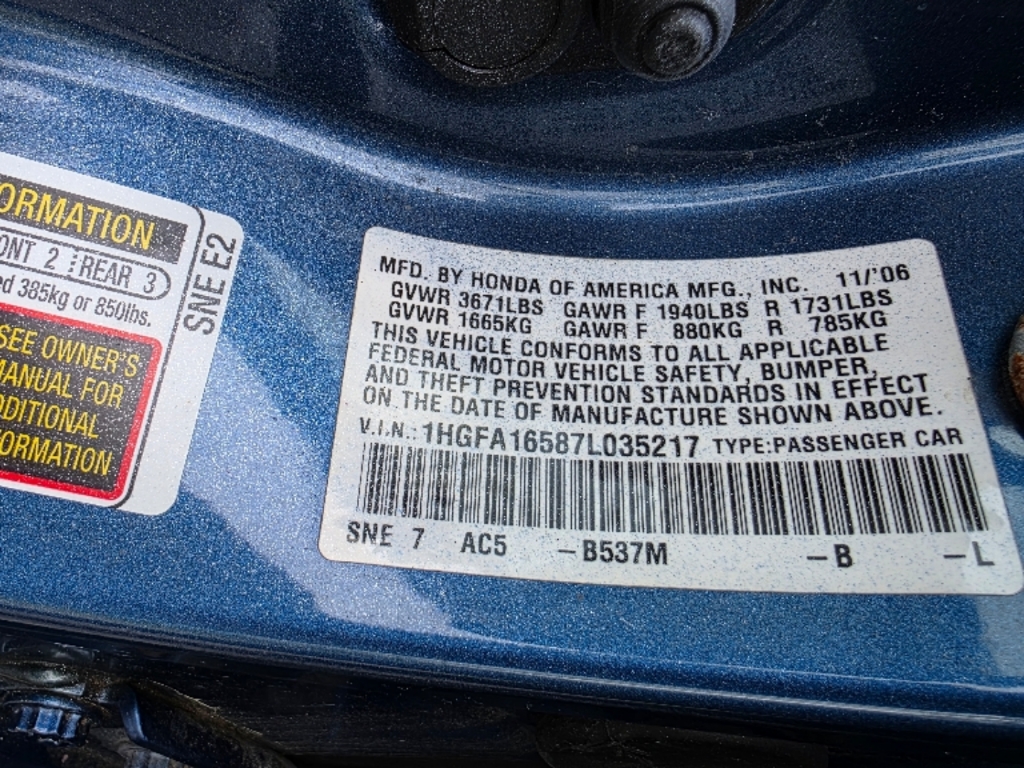 ORMATION
ONT 2 REAR 3
ed 385kg or 850lbs.
SEE OWNER'S
MANUAL FOR
DDITIONAL
FORMATION
SNE E2
MFD. BY HONDA OF AMERICA MFG., INC. 11/'06
GVWR 3671LBS GAWR F 1940LBS R 1731LBS
GVWR 1665KG GAWR F 880KG R 785KG
THIS VEHICLE CONFORMS TO ALL APPLICABLE
FEDERAL MOTOR VEHICLE SAFETY, BUMPER,
AND THEFT PREVENTION STANDARDS IN EFFECT
ON THE DATE OF MANUFACTURE SHOWN ABOVE.
V.I.N.: 1HGFA16587L035217 TYPE:PASSENGER CAR
SNE 7 AC5 –B537M –B –L